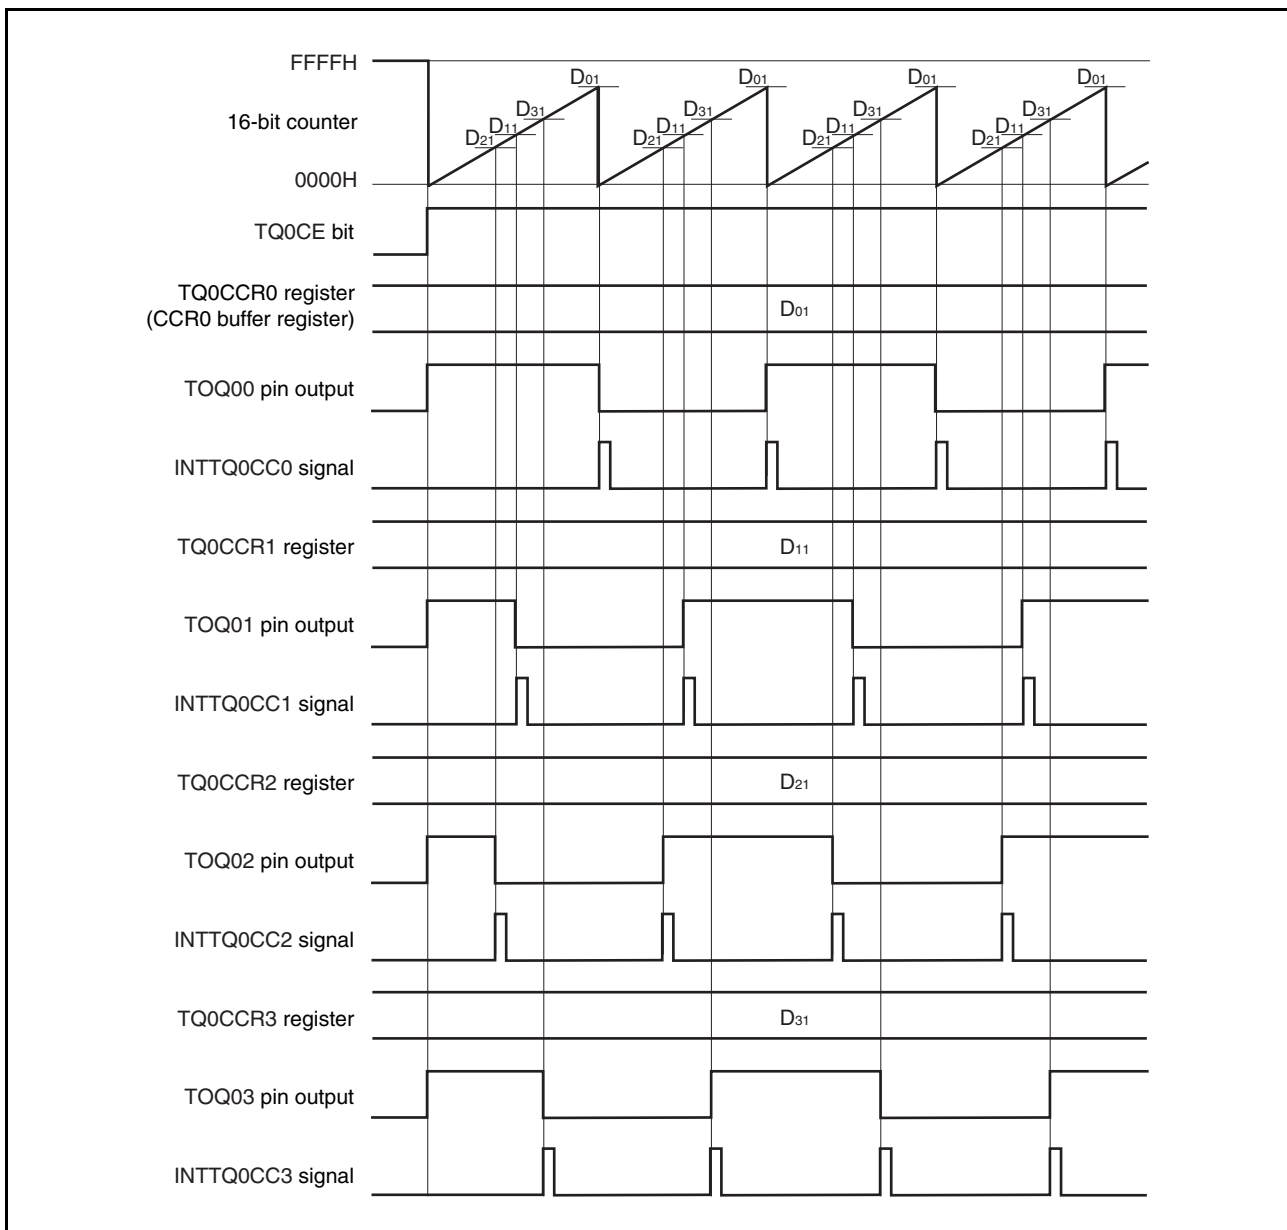 FFFFH
D01 D01 D01 D01
D31 D31 D31 D31
16-bit counter
D11 D11 D11 D11
D21 D21 D21 D21
0000H
TQ0CE bit
TQ0CCR0 register
(CCR0 buffer register)
D01
TOQ00 pin output
INTTQ0CC0 signal
TQ0CCR1 register
D11
TOQ01 pin output
INTTQ0CC1 signal
TQ0CCR2 register
D21
TOQ02 pin output
INTTQ0CC2 signal
TQ0CCR3 register
D31
TOQ03 pin output
INTTQ0CC3 signal